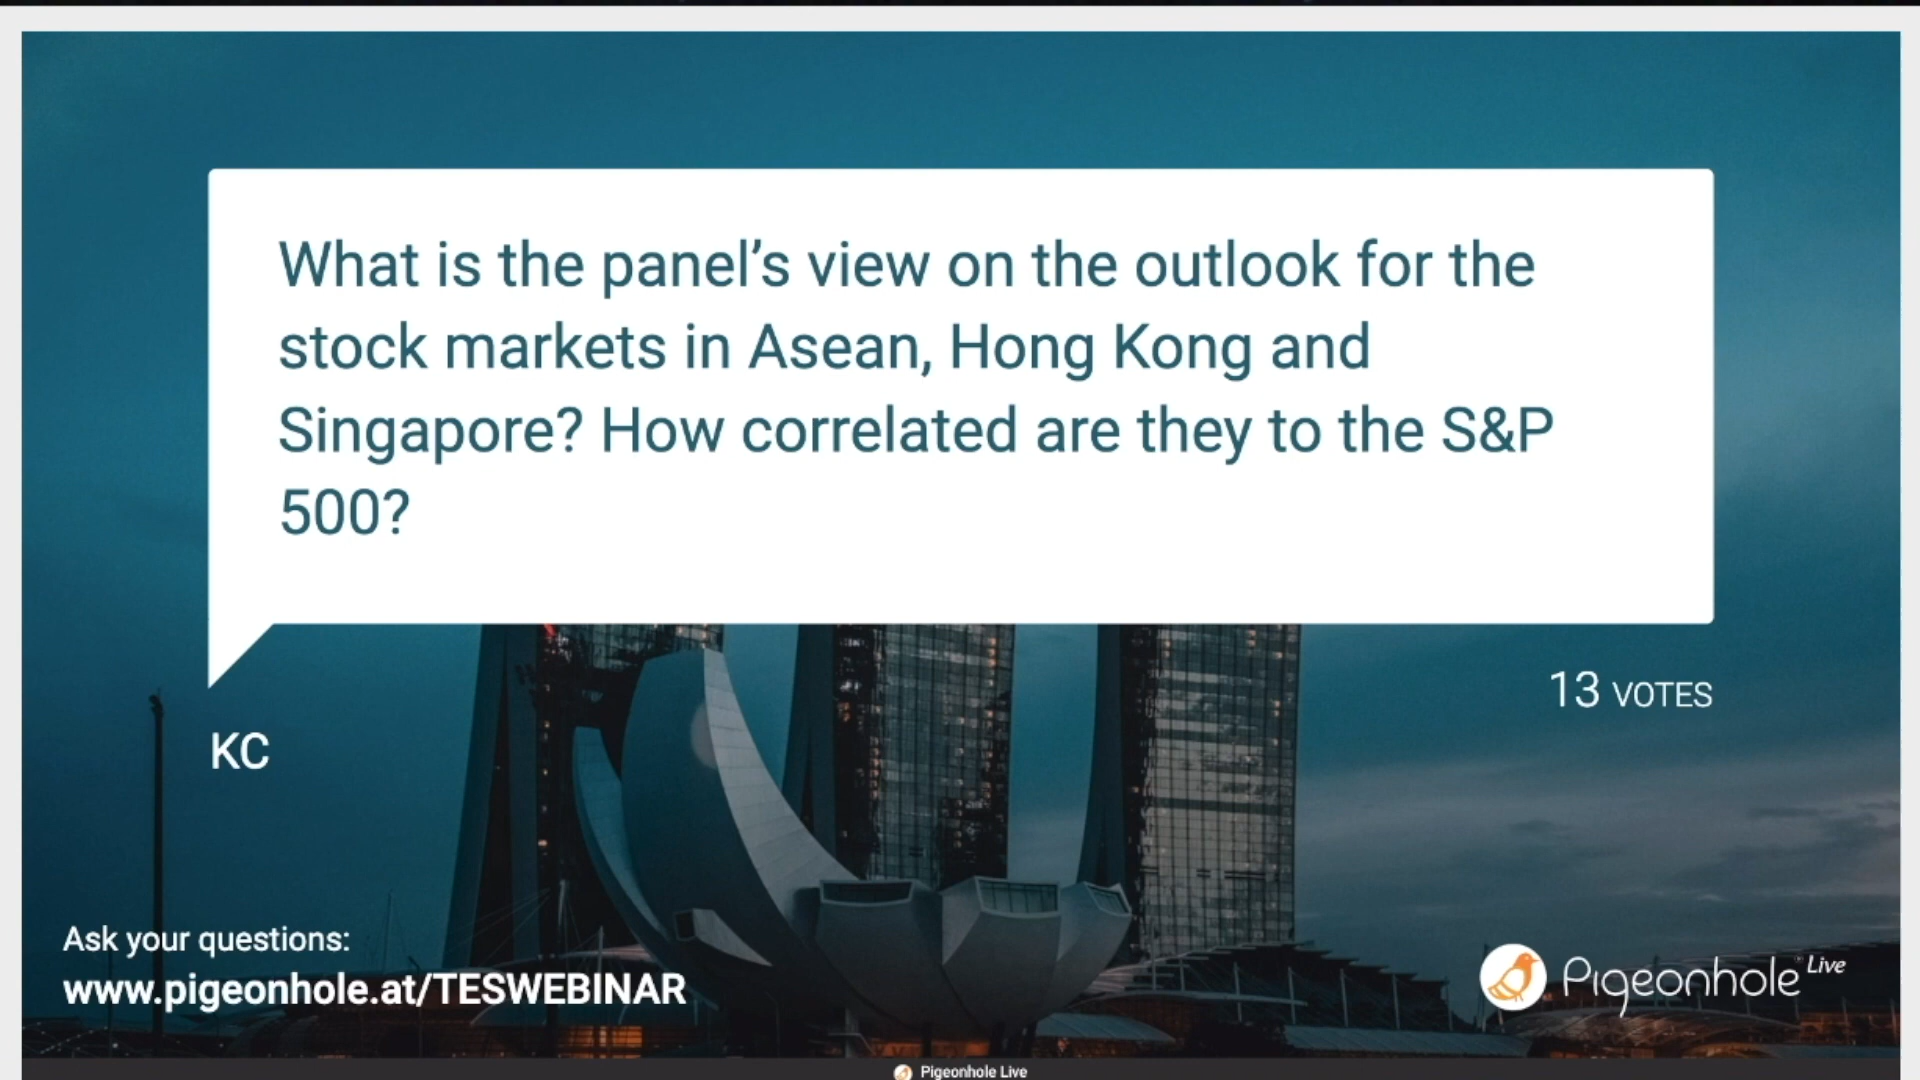 What is the panel's view on the outlook for the
stock markets in Asean, Hong Kong and
Singapore? How correlated are they to the S&P
500?
13 VOTES
KC
Ask your questions:
www.pigeonhole.at/TESWEBINAR
Pigeonhole Live
Pigeonhole Live